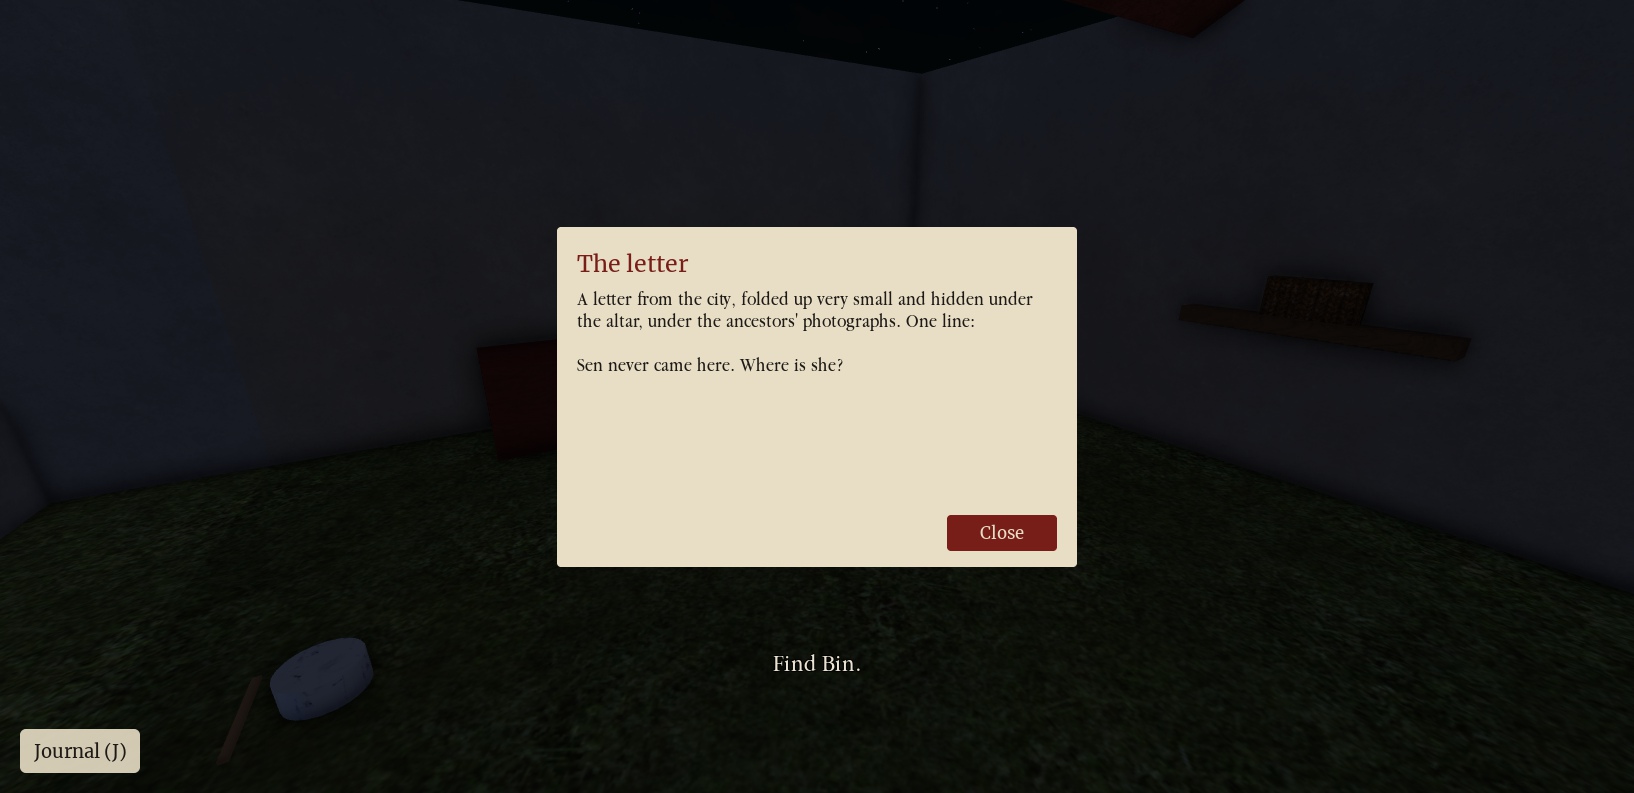 The letter
A letter from the city, folded up very small and hidden under
the altar, under the ancestors' photographs. One line:
Sen never came here. Where is she?
Close
Find Bin.
Journal (J)